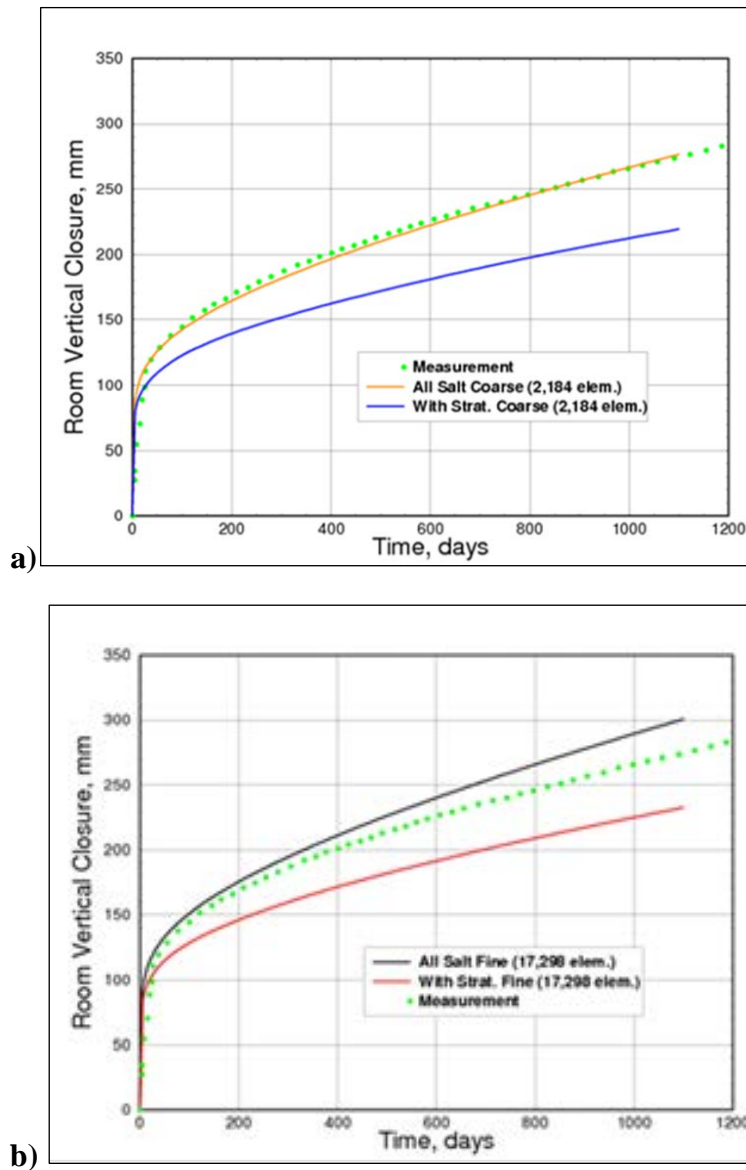 350
300
250
200
150
100
50
0
Room Vertical Closure, mm
Measurement
All Salt Coarse (2,184 elem.)
With Strat. Coarse (2,184 elem.)
0 200 400 600 800 1000 1200
Time, days
a)
350
300
250
200
150
100
50
0
Room Vertical Closure, mm
All Salt Fine (17,298 elem.)
With Strat. Fine (17,298 elem.)
Measurement
0 200 400 600 800 1000 1200
Time, days
b)